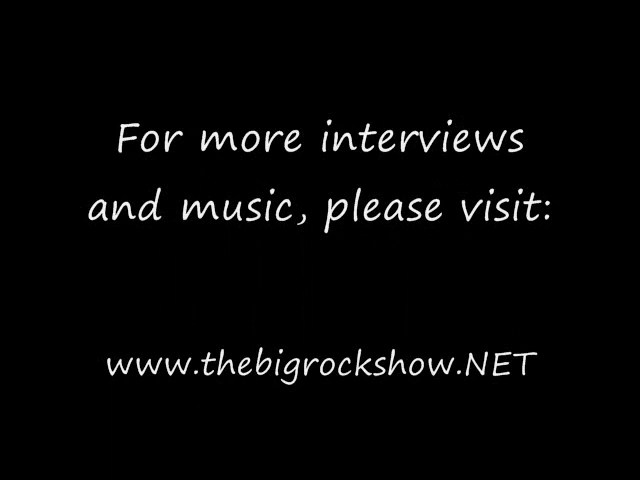 For more interviews
and music, please visit:
www.thebigrockshow.NET